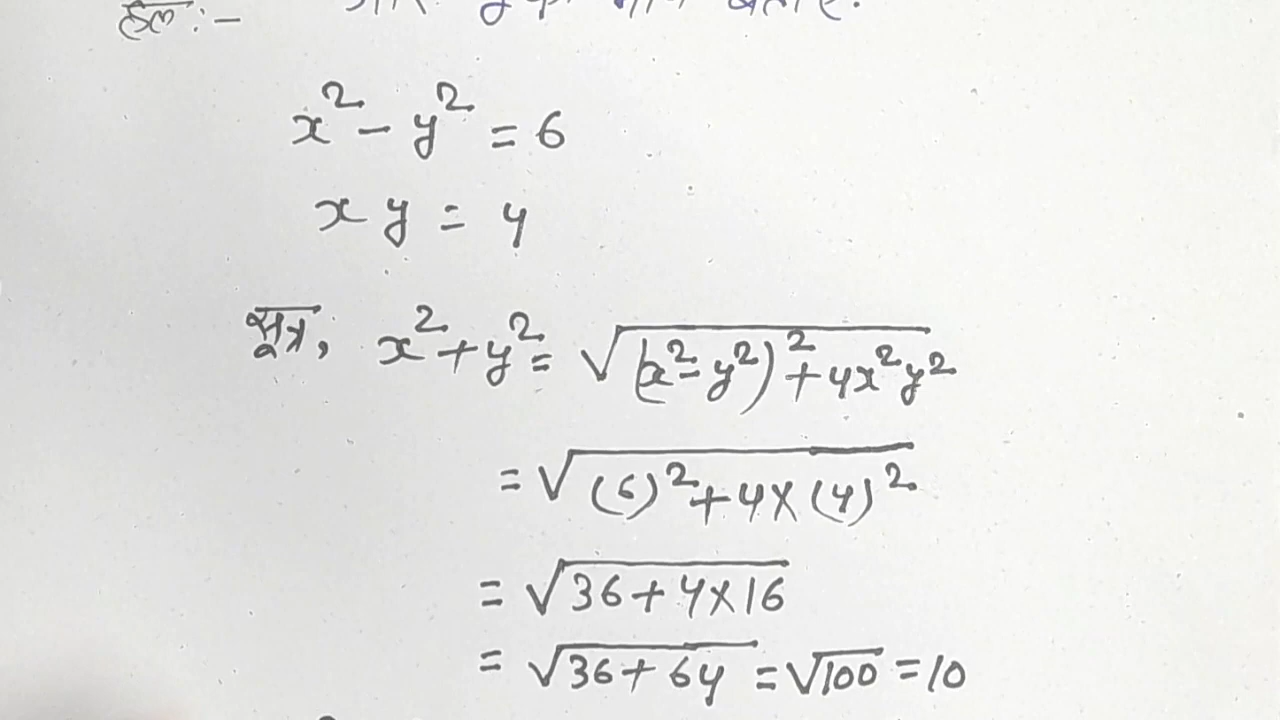 हल:-
x² - y² = 6
x y = 4
सूत्र, x² + y² = √(x² - y²)² + 4x²y²
= √(6)² + 4 × (4)²
= √36 + 4 × 16
= √36 + 64 = √100 = 10